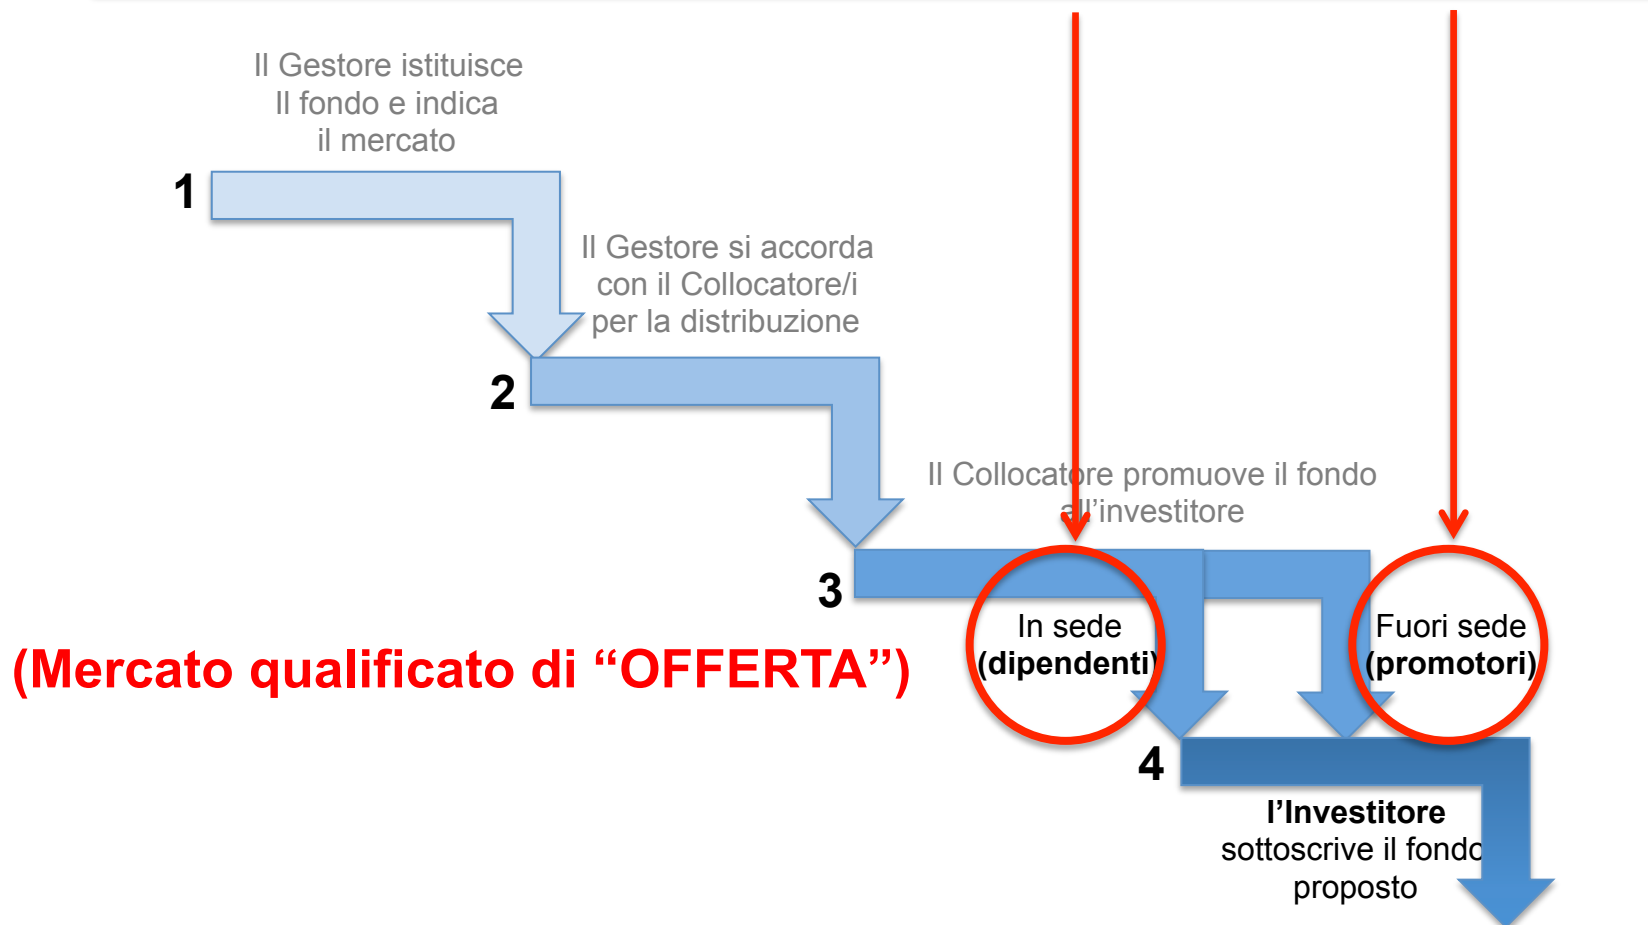 Il Gestore istituisce
Il fondo e indica
il mercato
1
Il Gestore si accorda
con il Collocatore/i
per la distribuzione
2
Il Collocatore promuove il fondo
all'investitore
3
In sede
(dipendenti)
Fuori sede
(promotori)
(Mercato qualificato di “OFFERTA”)
4
l’Investitore
sottoscrive il fondo
proposto